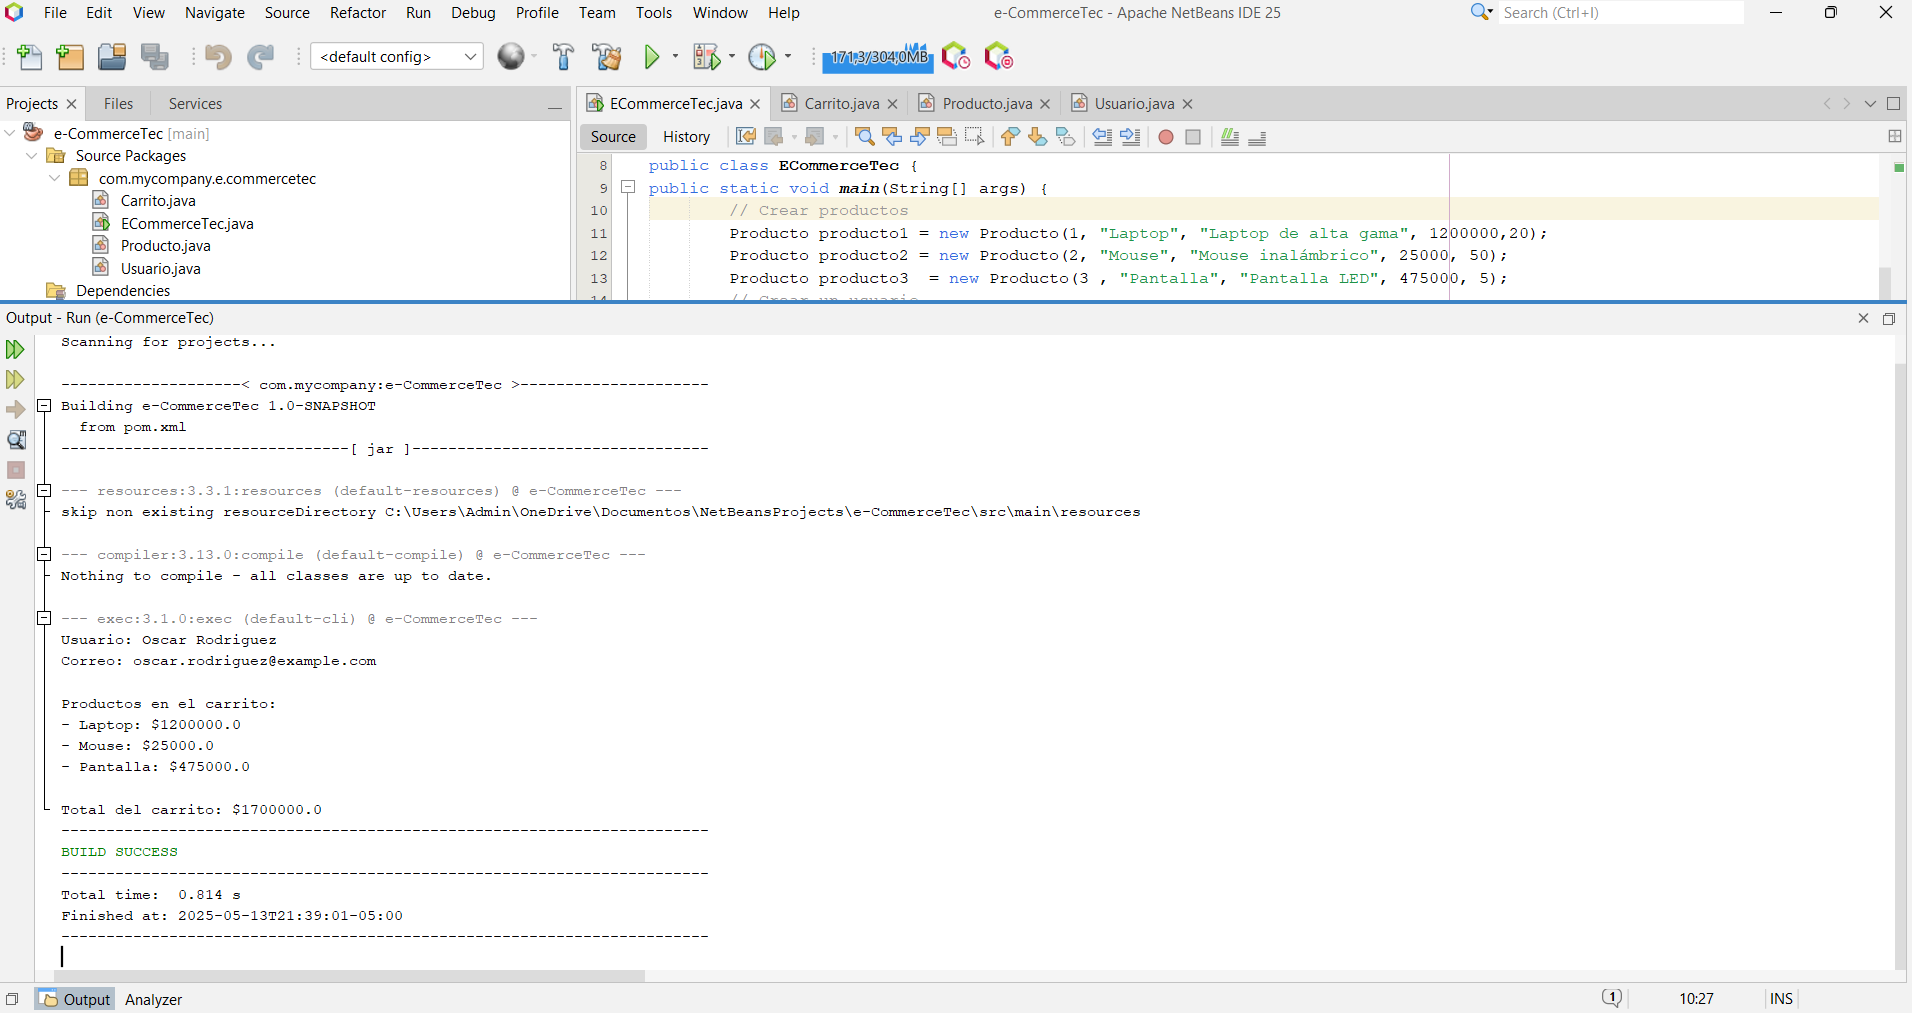 File Edit View Navigate Source Refactor Run Debug Profile Team Tools Window Help
e-CommerceTec - Apache NetBeans IDE 25
Search (Ctrl+I)
<default config>
171,3/304,0MB
Projects Files Services
ECommerceTec.java Carrito.java Producto.java Usuario.java
e-CommerceTec [main]
Source Packages
com.mycompany.e.commercetec
Carrito.java
ECommerceTec.java
Producto.java
Usuario.java
Dependencies
Source History
8 public class ECommerceTec {
9 public static void main(String[] args) {
10 // Crear productos
11 Producto producto1 = new Producto(1, "Laptop", "Laptop de alta gama", 1200000,20);
12 Producto producto2 = new Producto(2, "Mouse", "Mouse inalámbrico", 25000, 50);
13 Producto producto3  = new Producto(3 , "Pantalla", "Pantalla LED", 475000, 5);
14 // Crear un usuario
Output - Run (e-CommerceTec)
Scanning for projects...
--------------------< com.mycompany:e-CommerceTec >---------------------
Building e-CommerceTec 1.0-SNAPSHOT
from pom.xml
--------------------------------[ jar ]---------------------------------
--- resources:3.3.1:resources (default-resources) @ e-CommerceTec ---
skip non existing resourceDirectory C:\Users\Admin\OneDrive\Documentos\NetBeansProjects\e-CommerceTec\src\main\resources
--- compiler:3.13.0:compile (default-compile) @ e-CommerceTec ---
Nothing to compile - all classes are up to date.
--- exec:3.1.0:exec (default-cli) @ e-CommerceTec ---
Usuario: Oscar Rodriguez
Correo: oscar.rodriguez@example.com
Productos en el carrito:
- Laptop: $1200000.0
- Mouse: $25000.0
- Pantalla: $475000.0
Total del carrito: $1700000.0
------------------------------------------------------------------------
BUILD SUCCESS
------------------------------------------------------------------------
Total time:  0.814 s
Finished at: 2025-05-13T21:39:01-05:00
------------------------------------------------------------------------
Output Analyzer
1
10:27
INS